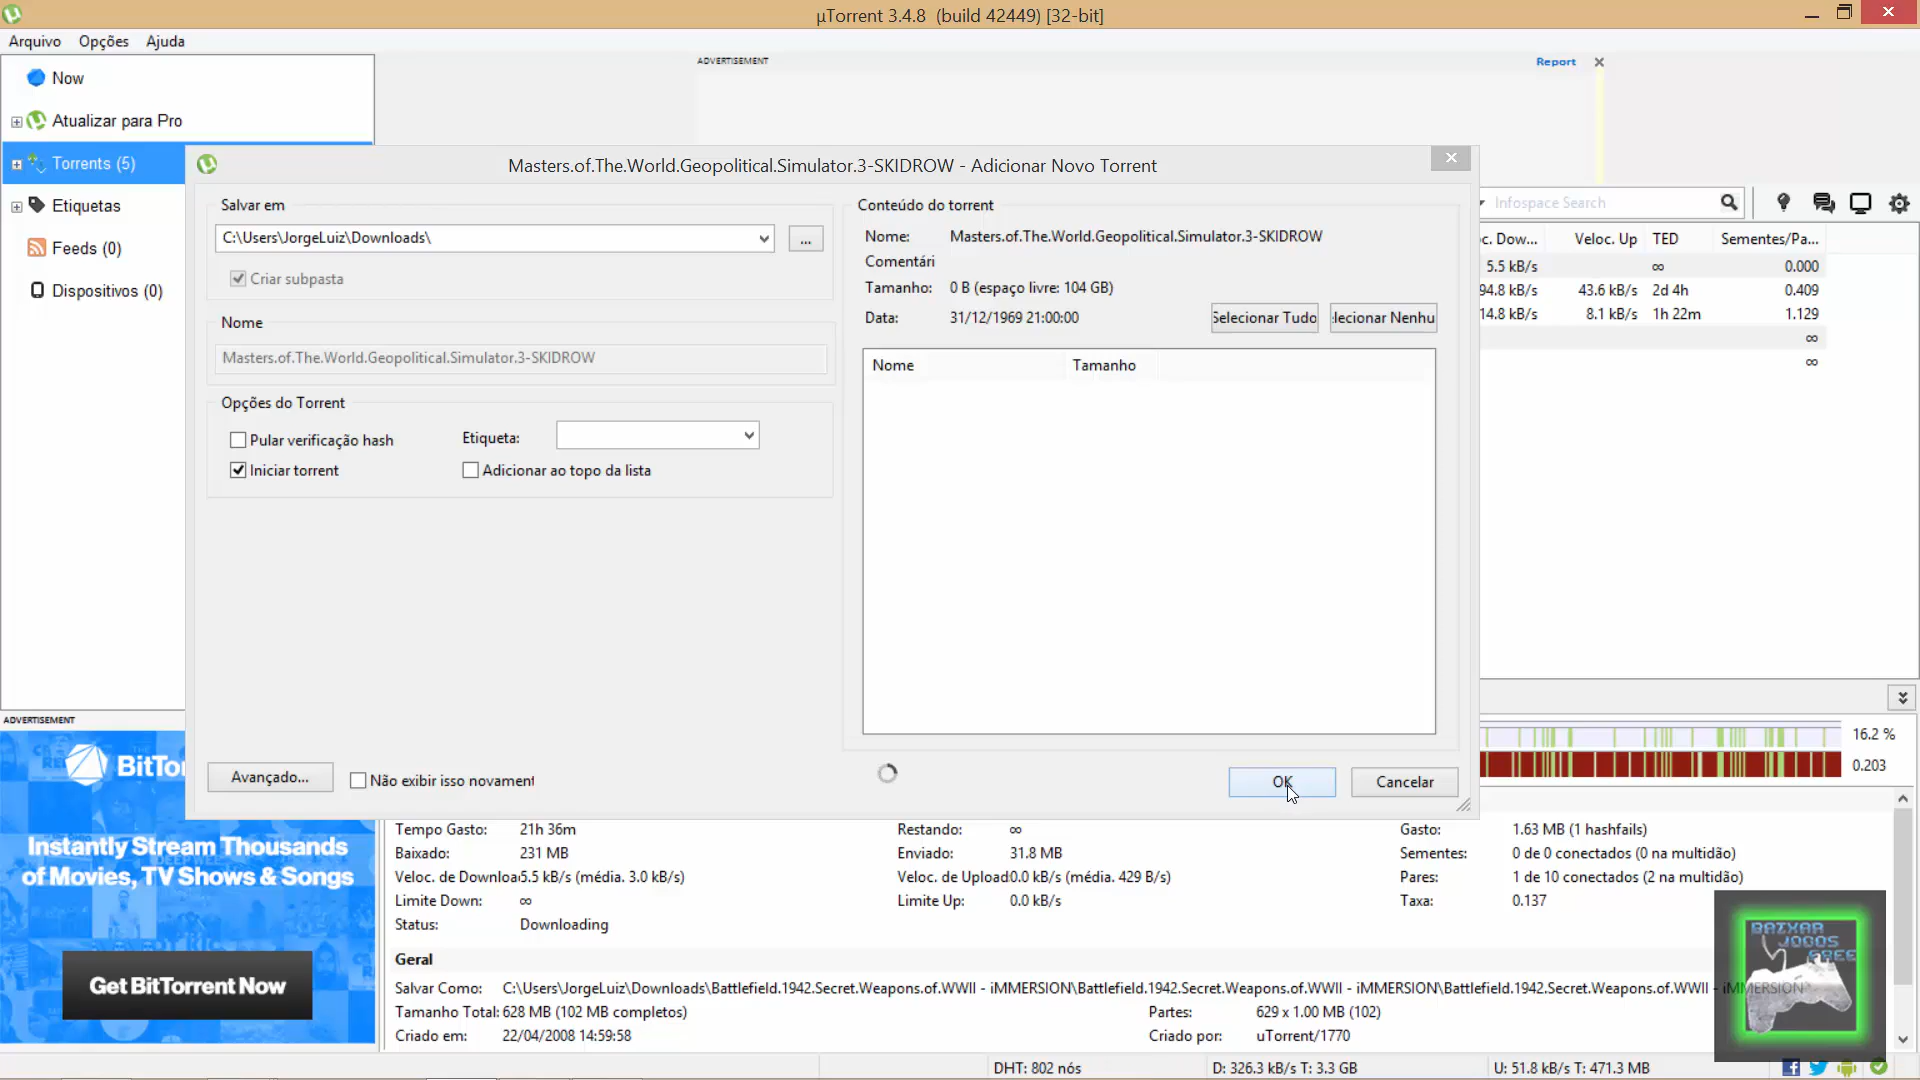 µTorrent 3.4.8 (build 42449) [32-bit]
Arquivo Opções Ajuda
ADVERTISEMENT
Report
Now
Atualizar para Pro
Torrents (5)
Etiquetas
Feeds (0)
Dispositivos (0)
Infospace Search
c. Dow... Veloc. Up TED Sementes/Pa...
5.5 kB/s ∞ 0.000
94.8 kB/s 43.6 kB/s 2d 4h 0.409
14.8 kB/s 8.1 kB/s 1h 22m 1.129
∞
∞
Masters.of.The.World.Geopolitical.Simulator.3-SKIDROW - Adicionar Novo Torrent
Salvar em
C:\Users\JorgeLuiz\Downloads\
...
Criar subpasta
Nome
Masters.of.The.World.Geopolitical.Simulator.3-SKIDROW
Opções do Torrent
Pular verificação hash
Etiqueta:
Iniciar torrent
Adicionar ao topo da lista
Conteúdo do torrent
Nome: Masters.of.The.World.Geopolitical.Simulator.3-SKIDROW
Comentári
Tamanho: 0 B (espaço livre: 104 GB)
Data: 31/12/1969 21:00:00
Selecionar Tudo
lecionar Nenhu
Nome Tamanho
Avançado...
Não exibir isso novament
OK
Cancelar
ADVERTISEMENT
BitTo
Instantly Stream Thousands
of Movies, TV Shows & Songs
Get BitTorrent Now
16.2 %
0.203
Tempo Gasto: 21h 36m Restando: ∞ Gasto: 1.63 MB (1 hashfails)
Baixado: 231 MB Enviado: 31.8 MB Sementes: 0 de 0 conectados (0 na multidão)
Veloc. de Downloa 5.5 kB/s (média. 3.0 kB/s) Veloc. de Upload 0.0 kB/s (média. 429 B/s) Pares: 1 de 10 conectados (2 na multidão)
Limite Down: ∞ Limite Up: 0.0 kB/s Taxa: 0.137
Status: Downloading
Geral
Salvar Como: C:\Users\JorgeLuiz\Downloads\Battlefield.1942.Secret.Weapons.of.WWII - iMMERSION\Battlefield.1942.Secret.Weapons.of.WWII - iMMERSION\Battlefield.1942.Secret.Weapons.of.WWII - iMMERSION
Tamanho Total: 628 MB (102 MB completos) Partes: 629 x 1.00 MB (102)
Criado em: 22/04/2008 14:59:58 Criado por: uTorrent/1770
BAIXAR
JOGOS
FREE
DHT: 802 nós D: 326.3 kB/s T: 3.3 GB U: 51.8 kB/s T: 471.3 MB